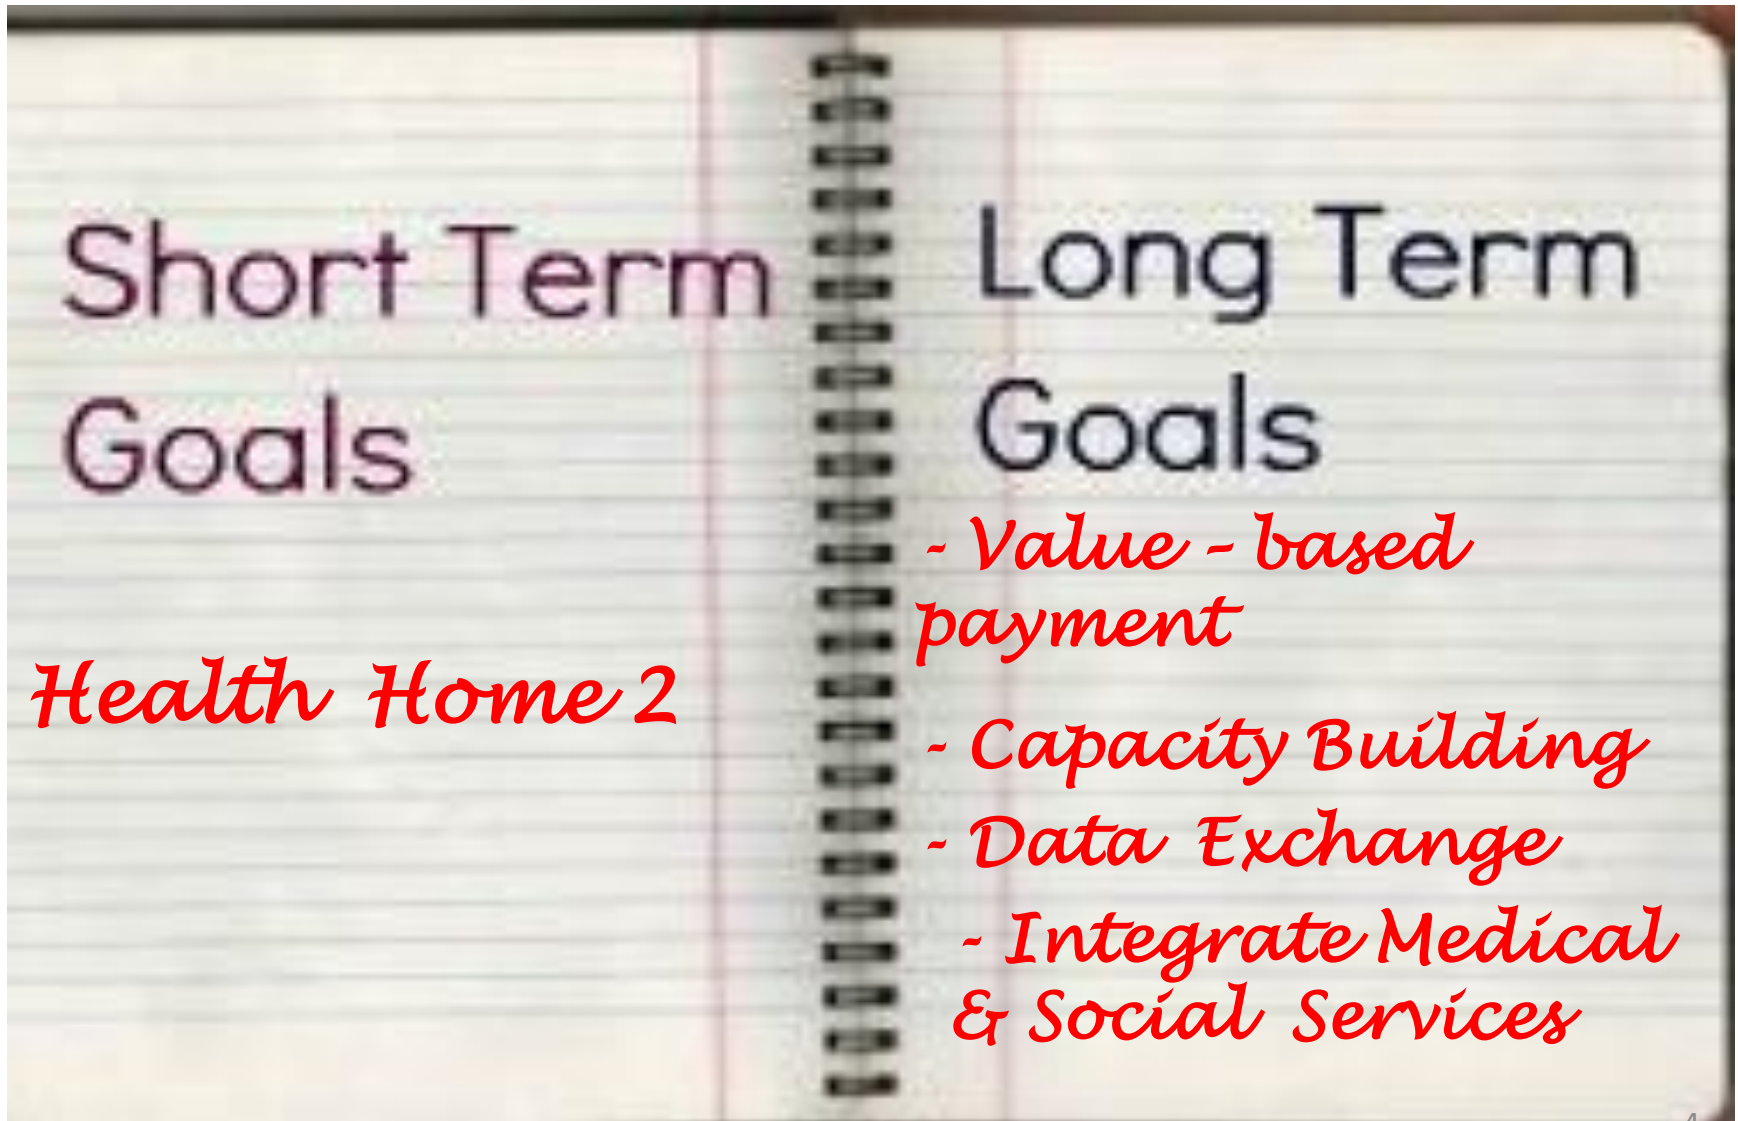 Short Term
Goals
Health Home 2
Long Term
Goals
- Value - based
payment
- Capacity Building
- Data Exchange
- Integrate Medical
& Social Services